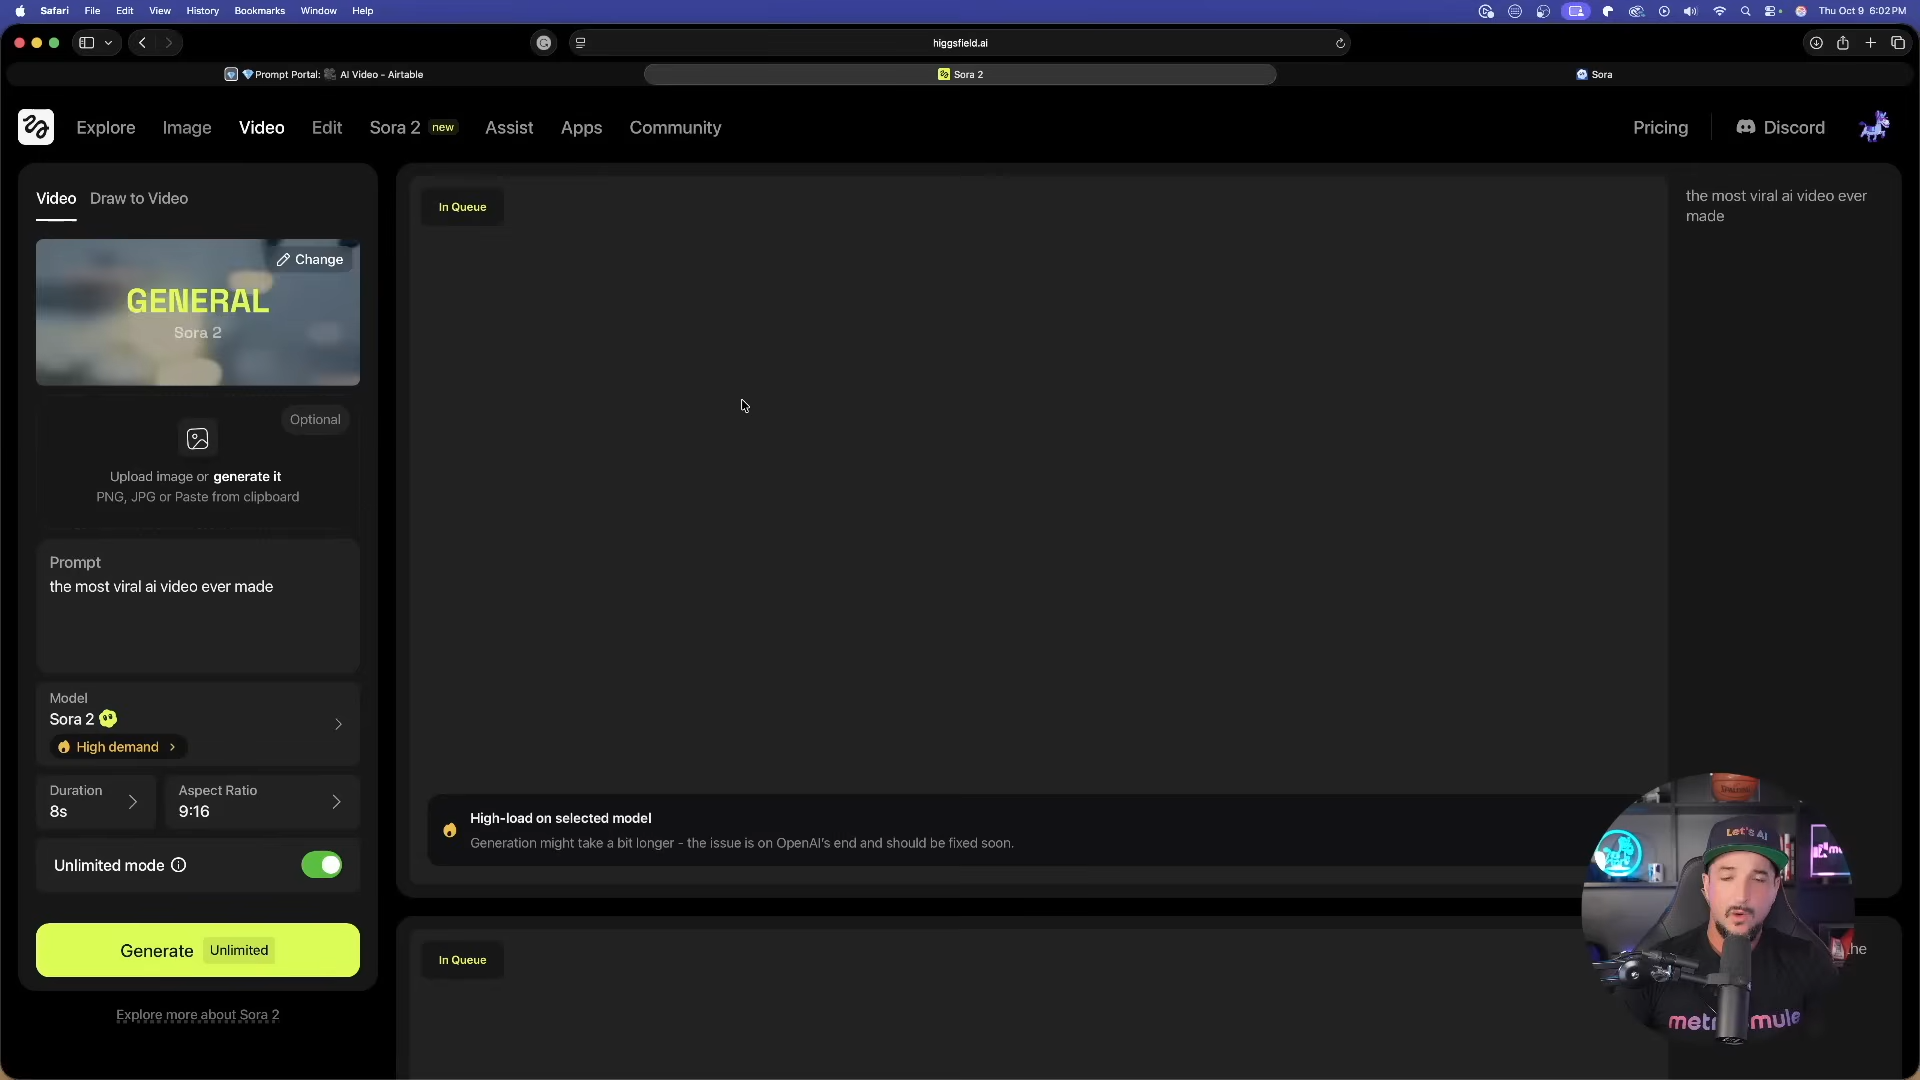 Safari File Edit View History Bookmarks Window Help
Thu Oct 9 6:02 PM
higgsfield.ai
Prompt Portal: AI Video - Airtable
Sora 2
Sora
Explore
Image
Video
Edit
Sora 2 new
Assist
Apps
Community
Pricing
Discord
Video
Draw to Video
Change
GENERAL
Sora 2
Optional
Upload image or generate it
PNG, JPG or Paste from clipboard
Prompt
the most viral ai video ever made
Model
Sora 2
High demand
Duration
8s
Aspect Ratio
9:16
Unlimited mode
Generate Unlimited
Explore more about Sora 2
In Queue
the most viral ai video ever
made
High-load on selected model
Generation might take a bit longer - the issue is on OpenAI's end and should be fixed soon.
In Queue
the
SPALDING
Let's AI